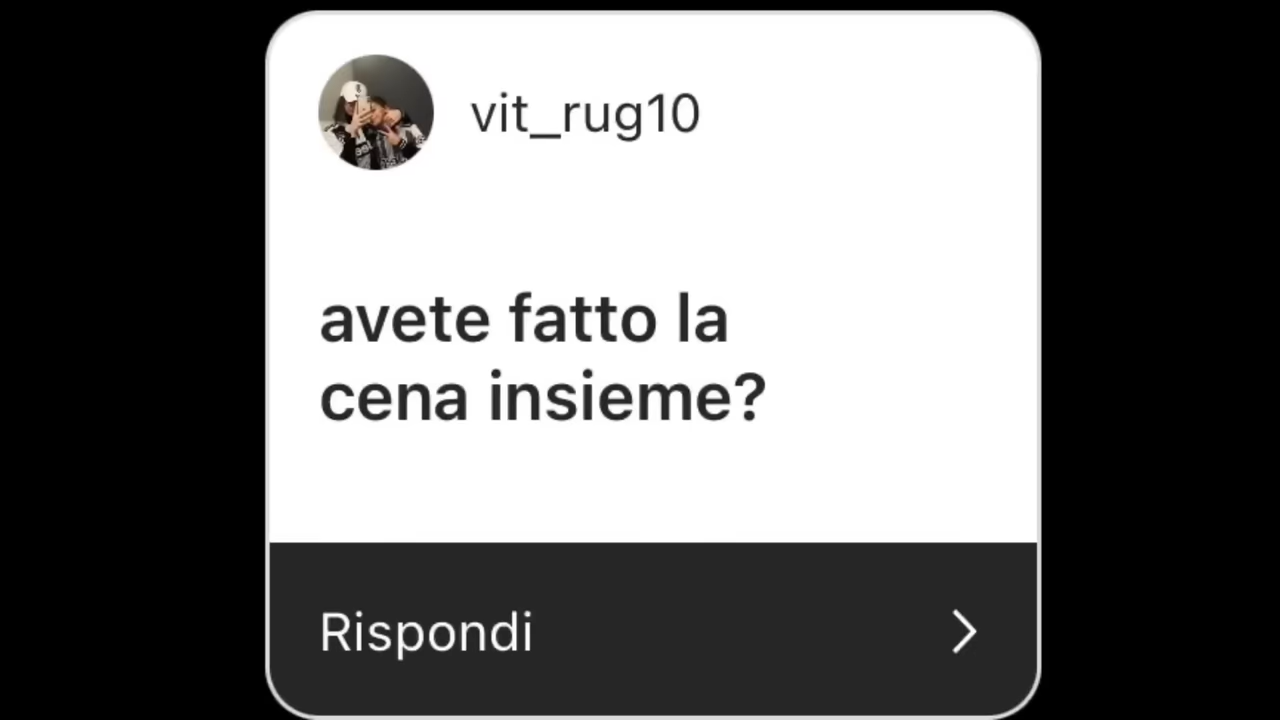 vit_rug10
avete fatto la
cena insieme?
Rispondi